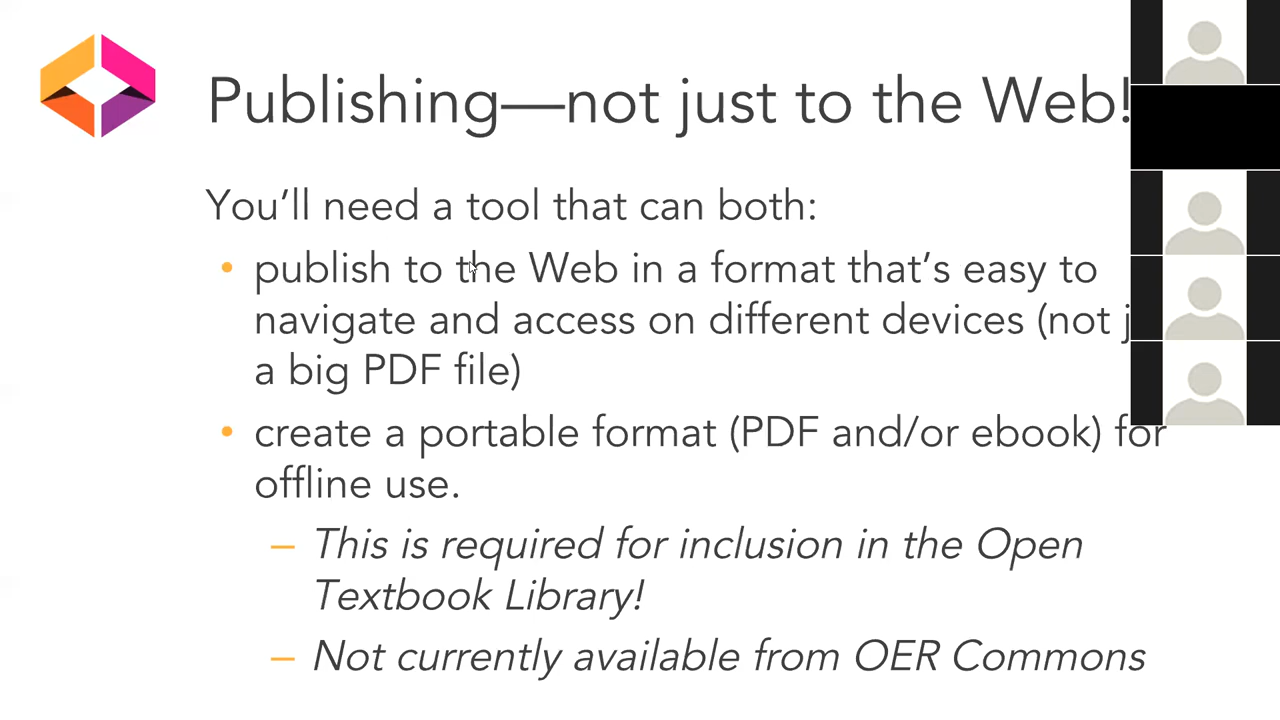 Publishing—not just to the Web!
You’ll need a tool that can both:
• publish to the Web in a format that’s easy to
navigate and access on different devices (not
a big PDF file)
• create a portable format (PDF and/or ebook) for
offline use.
– This is required for inclusion in the Open
Textbook Library!
– Not currently available from OER Commons